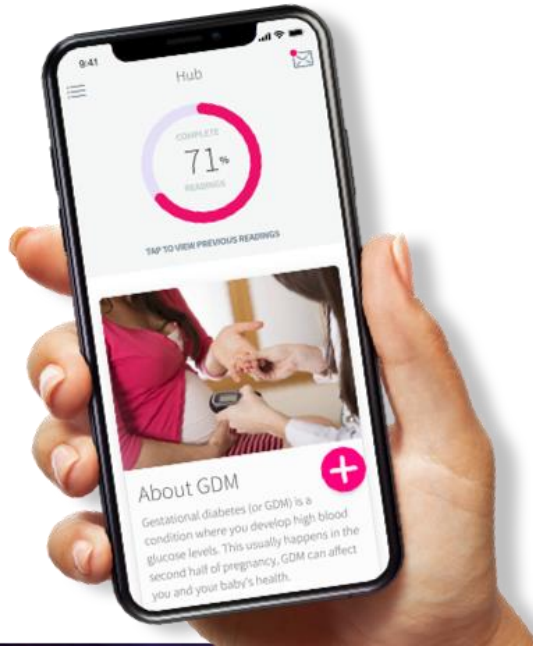 9:41
Hub
COMPLETE
71%
READINGS
TAP TO VIEW PREVIOUS READINGS
About GDM
Gestational diabetes (or GDM) is a
condition where you develop high blood
glucose levels. This usually happens in the
second half of pregnancy, GDM can affect
you and your baby's health.